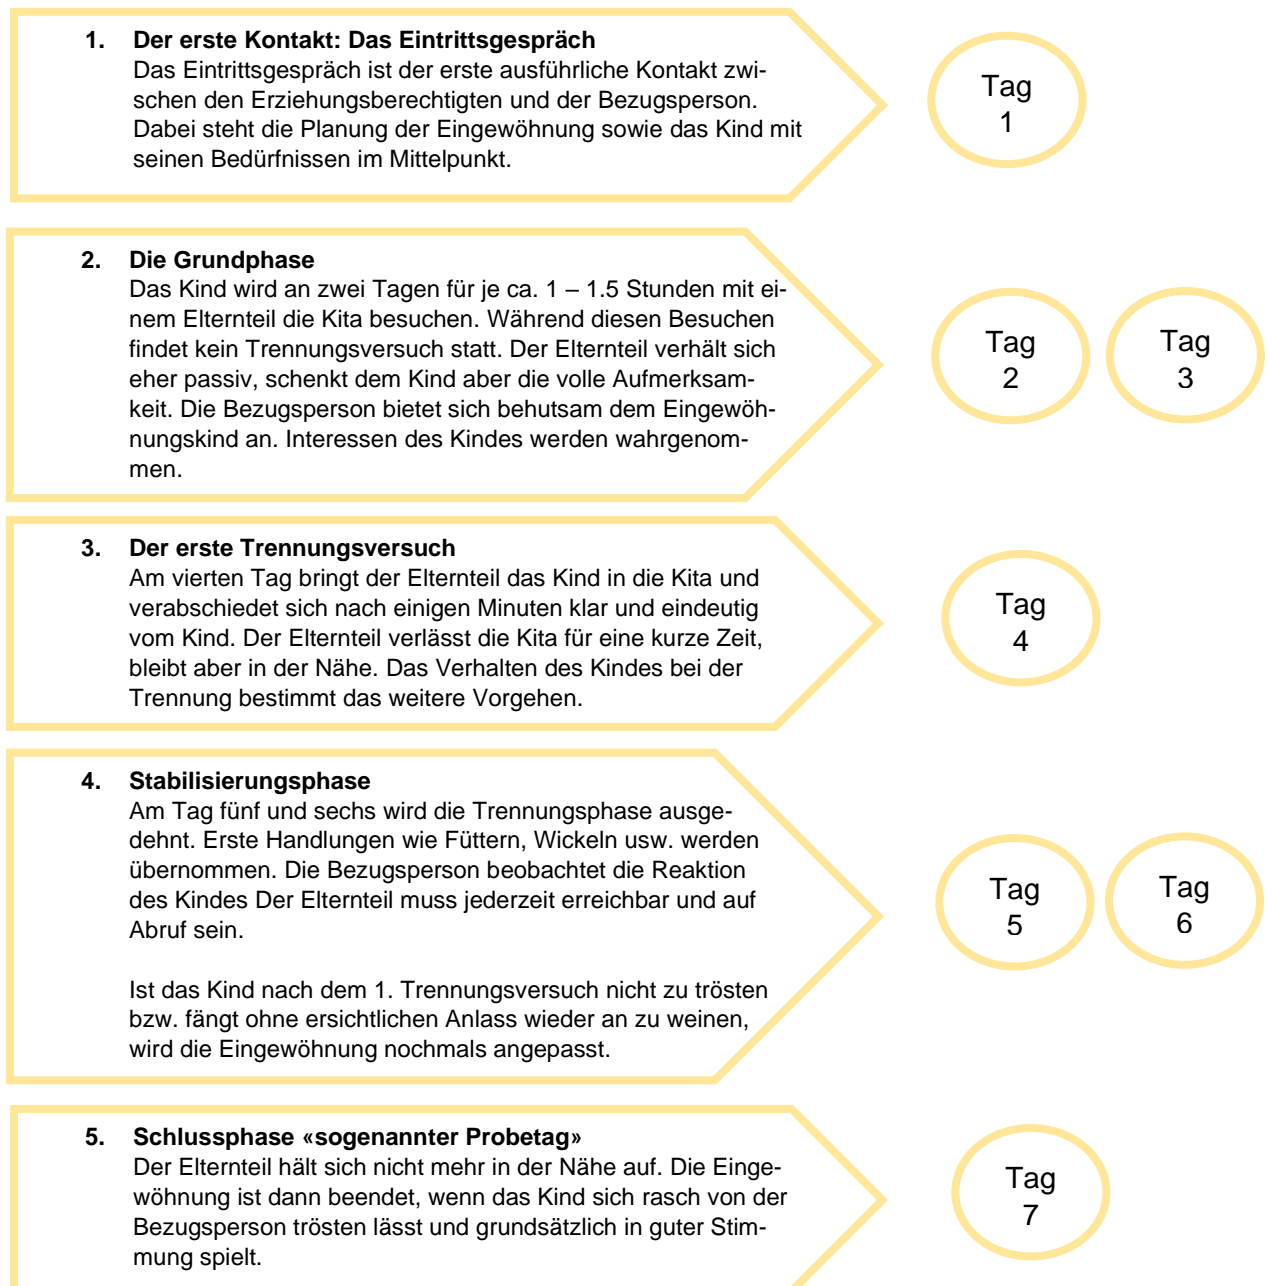 1. Der erste Kontakt: Das Eintrittsgespräch
Das Eintrittsgespräch ist der erste ausführliche Kontakt zwi-
schen den Erziehungsberechtigten und der Bezugsperson.
Dabei steht die Planung der Eingewöhnung sowie das Kind mit
seinen Bedürfnissen im Mittelpunkt.
Tag
1
2. Die Grundphase
Das Kind wird an zwei Tagen für je ca. 1 – 1.5 Stunden mit ei-
nem Elternteil die Kita besuchen. Während diesen Besuchen
findet kein Trennungsversuch statt. Der Elternteil verhält sich
eher passiv, schenkt dem Kind aber die volle Aufmerksam-
keit. Die Bezugsperson bietet sich behutsam dem Eingewöh-
nungskind an. Interessen des Kindes werden wahrgenom-
men.
Tag
2
Tag
3
3. Der erste Trennungsversuch
Am vierten Tag bringt der Elternteil das Kind in die Kita und
verabschiedet sich nach einigen Minuten klar und eindeutig
vom Kind. Der Elternteil verlässt die Kita für eine kurze Zeit,
bleibt aber in der Nähe. Das Verhalten des Kindes bei der
Trennung bestimmt das weitere Vorgehen.
Tag
4
4. Stabilisierungsphase
Am Tag fünf und sechs wird die Trennungsphase ausge-
dehnt. Erste Handlungen wie Füttern, Wickeln usw. werden
übernommen. Die Bezugsperson beobachtet die Reaktion
des Kindes Der Elternteil muss jederzeit erreichbar und auf
Abruf sein.
Ist das Kind nach dem 1. Trennungsversuch nicht zu trösten
bzw. fängt ohne ersichtlichen Anlass wieder an zu weinen,
wird die Eingewöhnung nochmals angepasst.
Tag
5
Tag
6
5. Schlussphase «sogenannter Probetag»
Der Elternteil hält sich nicht mehr in der Nähe auf. Die Einge-
wöhnung ist dann beendet, wenn das Kind sich rasch von der
Bezugsperson trösten lässt und grundsätzlich in guter Stim-
mung spielt.
Tag
7